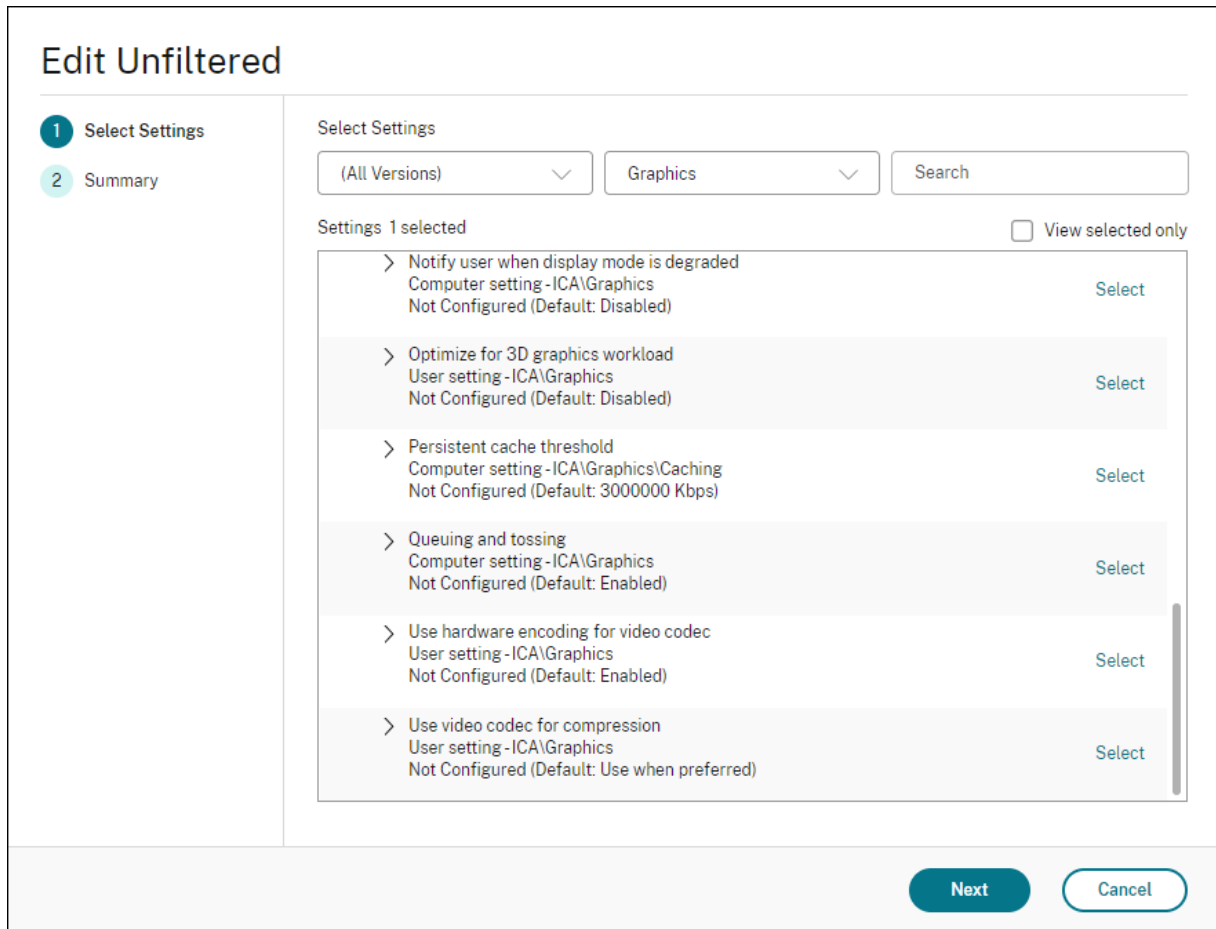 Edit Unfiltered
1 Select Settings
2 Summary
Select Settings
(All Versions) Graphics Search
Settings 1 selected View selected only
Notify user when display mode is degraded
Computer setting - ICA\Graphics
Not Configured (Default: Disabled)
Select
Optimize for 3D graphics workload
User setting - ICA\Graphics
Not Configured (Default: Disabled)
Select
Persistent cache threshold
Computer setting - ICA\Graphics\Caching
Not Configured (Default: 3000000 Kbps)
Select
Queuing and tossing
Computer setting - ICA\Graphics
Not Configured (Default: Enabled)
Select
Use hardware encoding for video codec
User setting - ICA\Graphics
Not Configured (Default: Enabled)
Select
Use video codec for compression
User setting - ICA\Graphics
Not Configured (Default: Use when preferred)
Select
Next Cancel